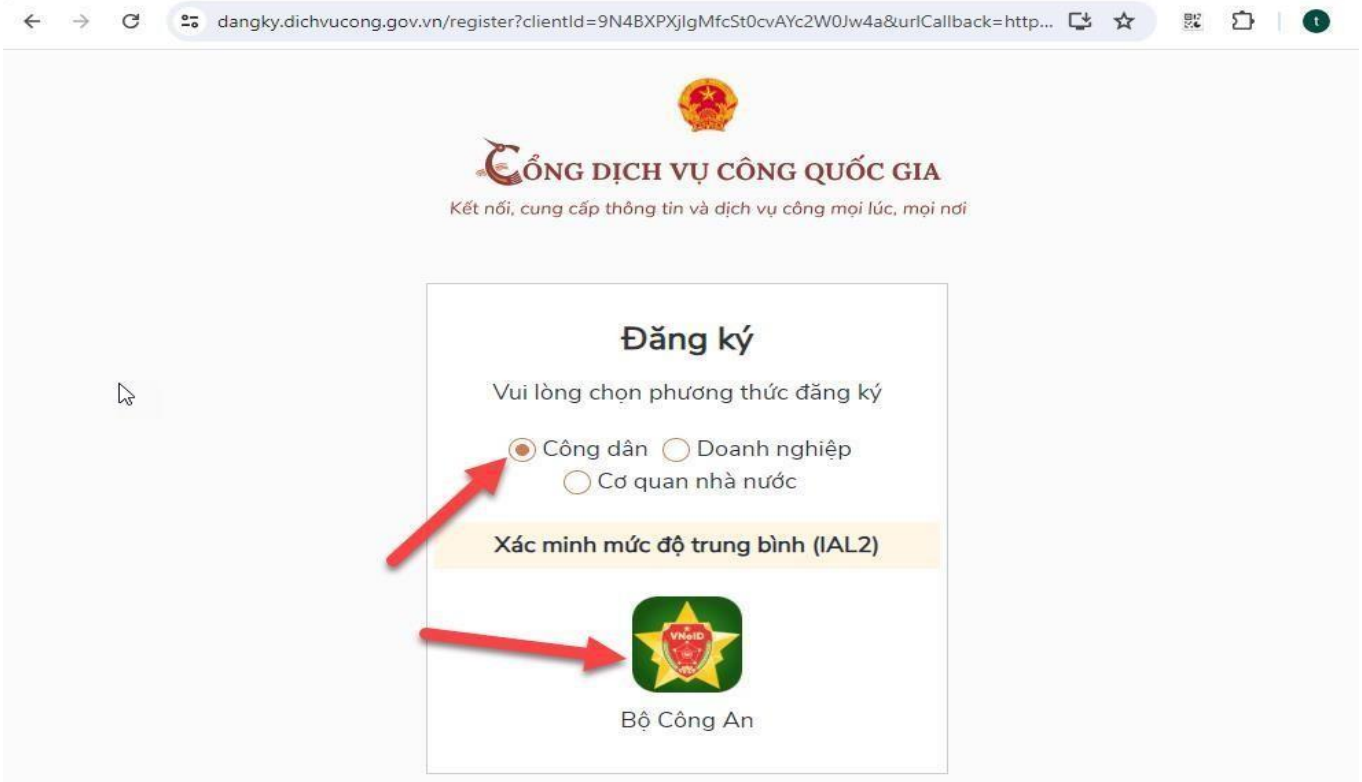 dangky.dichvucong.gov.vn/register?clientId=9N4BXPXjlgMfcSt0cvAYc2W0Jw4a&urlCallback=http...
t
CỔNG DỊCH VỤ CÔNG QUỐC GIA
Kết nối, cung cấp thông tin và dịch vụ công mọi lúc, mọi nơi
Đăng ký
Vui lòng chọn phương thức đăng ký
Công dân Doanh nghiệp
Cơ quan nhà nước
Xác minh mức độ trung bình (IAL2)
VNeID
Bộ Công An